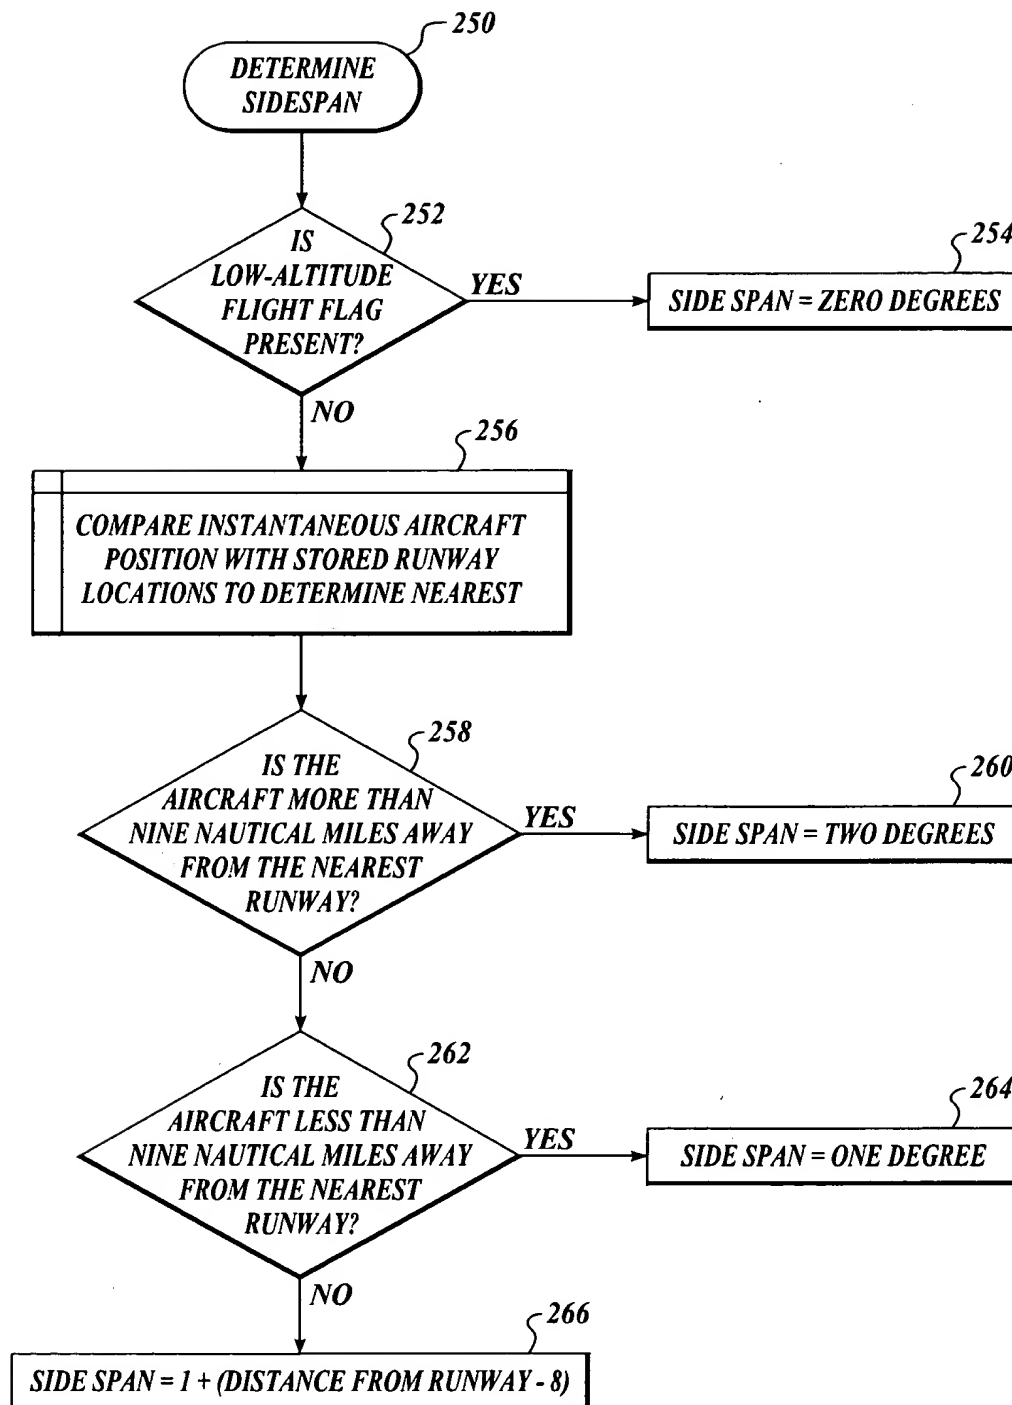 250
DETERMINE
SIDESPAN
252
IS
LOW-ALTITUDE
FLIGHT FLAG
PRESENT?
YES
254
SIDE SPAN = ZERO DEGREES
NO
256
COMPARE INSTANTANEOUS AIRCRAFT
POSITION WITH STORED RUNWAY
LOCATIONS TO DETERMINE NEAREST
258
IS THE
AIRCRAFT MORE THAN
NINE NAUTICAL MILES AWAY
FROM THE NEAREST
RUNWAY?
YES
260
SIDE SPAN = TWO DEGREES
NO
262
IS THE
AIRCRAFT LESS THAN
NINE NAUTICAL MILES AWAY
FROM THE NEAREST
RUNWAY?
YES
264
SIDE SPAN = ONE DEGREE
NO
266
SIDE SPAN = 1 + (DISTANCE FROM RUNWAY - 8)